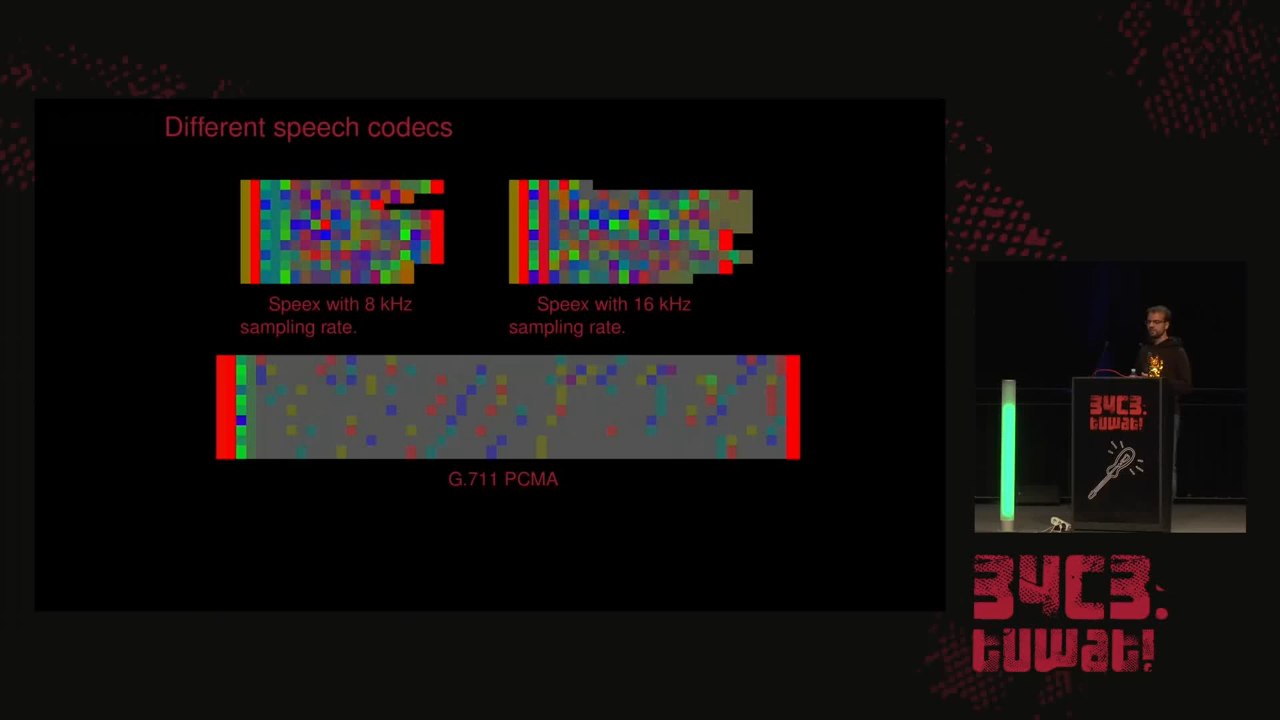 Different speech codecs
Speex with 8 kHz
sampling rate.
Speex with 16 kHz
sampling rate.
G.711 PCMA
34C3.
tuwat!
34C3.
tuwat!